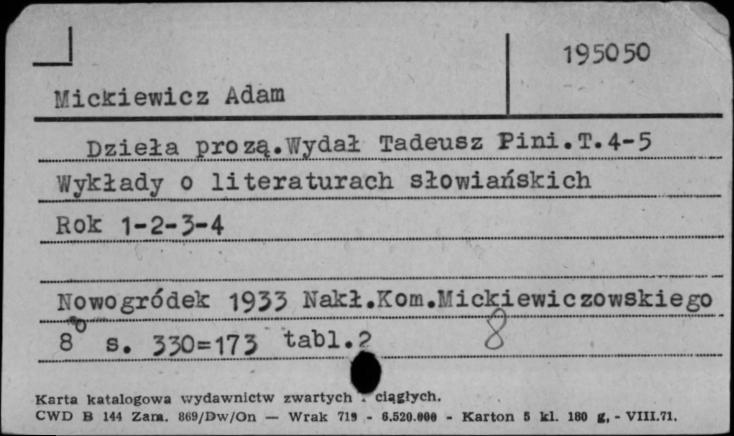 195050
Mickiewicz Adam
Dzieła prozą.Wydał Tadeusz Pini.T.4-5
Wykłady o literaturach słowiańskich
Rok 1-2-3-4
Nowogródek 1933 Nakł.Kom.Mickiewiczowskiego
8° s. 330=173 tabl.2 8
Karta katalogowa wydawnictw zwartych i ciągłych.
CWD B 144 Zam. 869/Dw/On — Wrak 719 - 6.520.000 - Karton 5 kl. 180 g, - VIII.71.